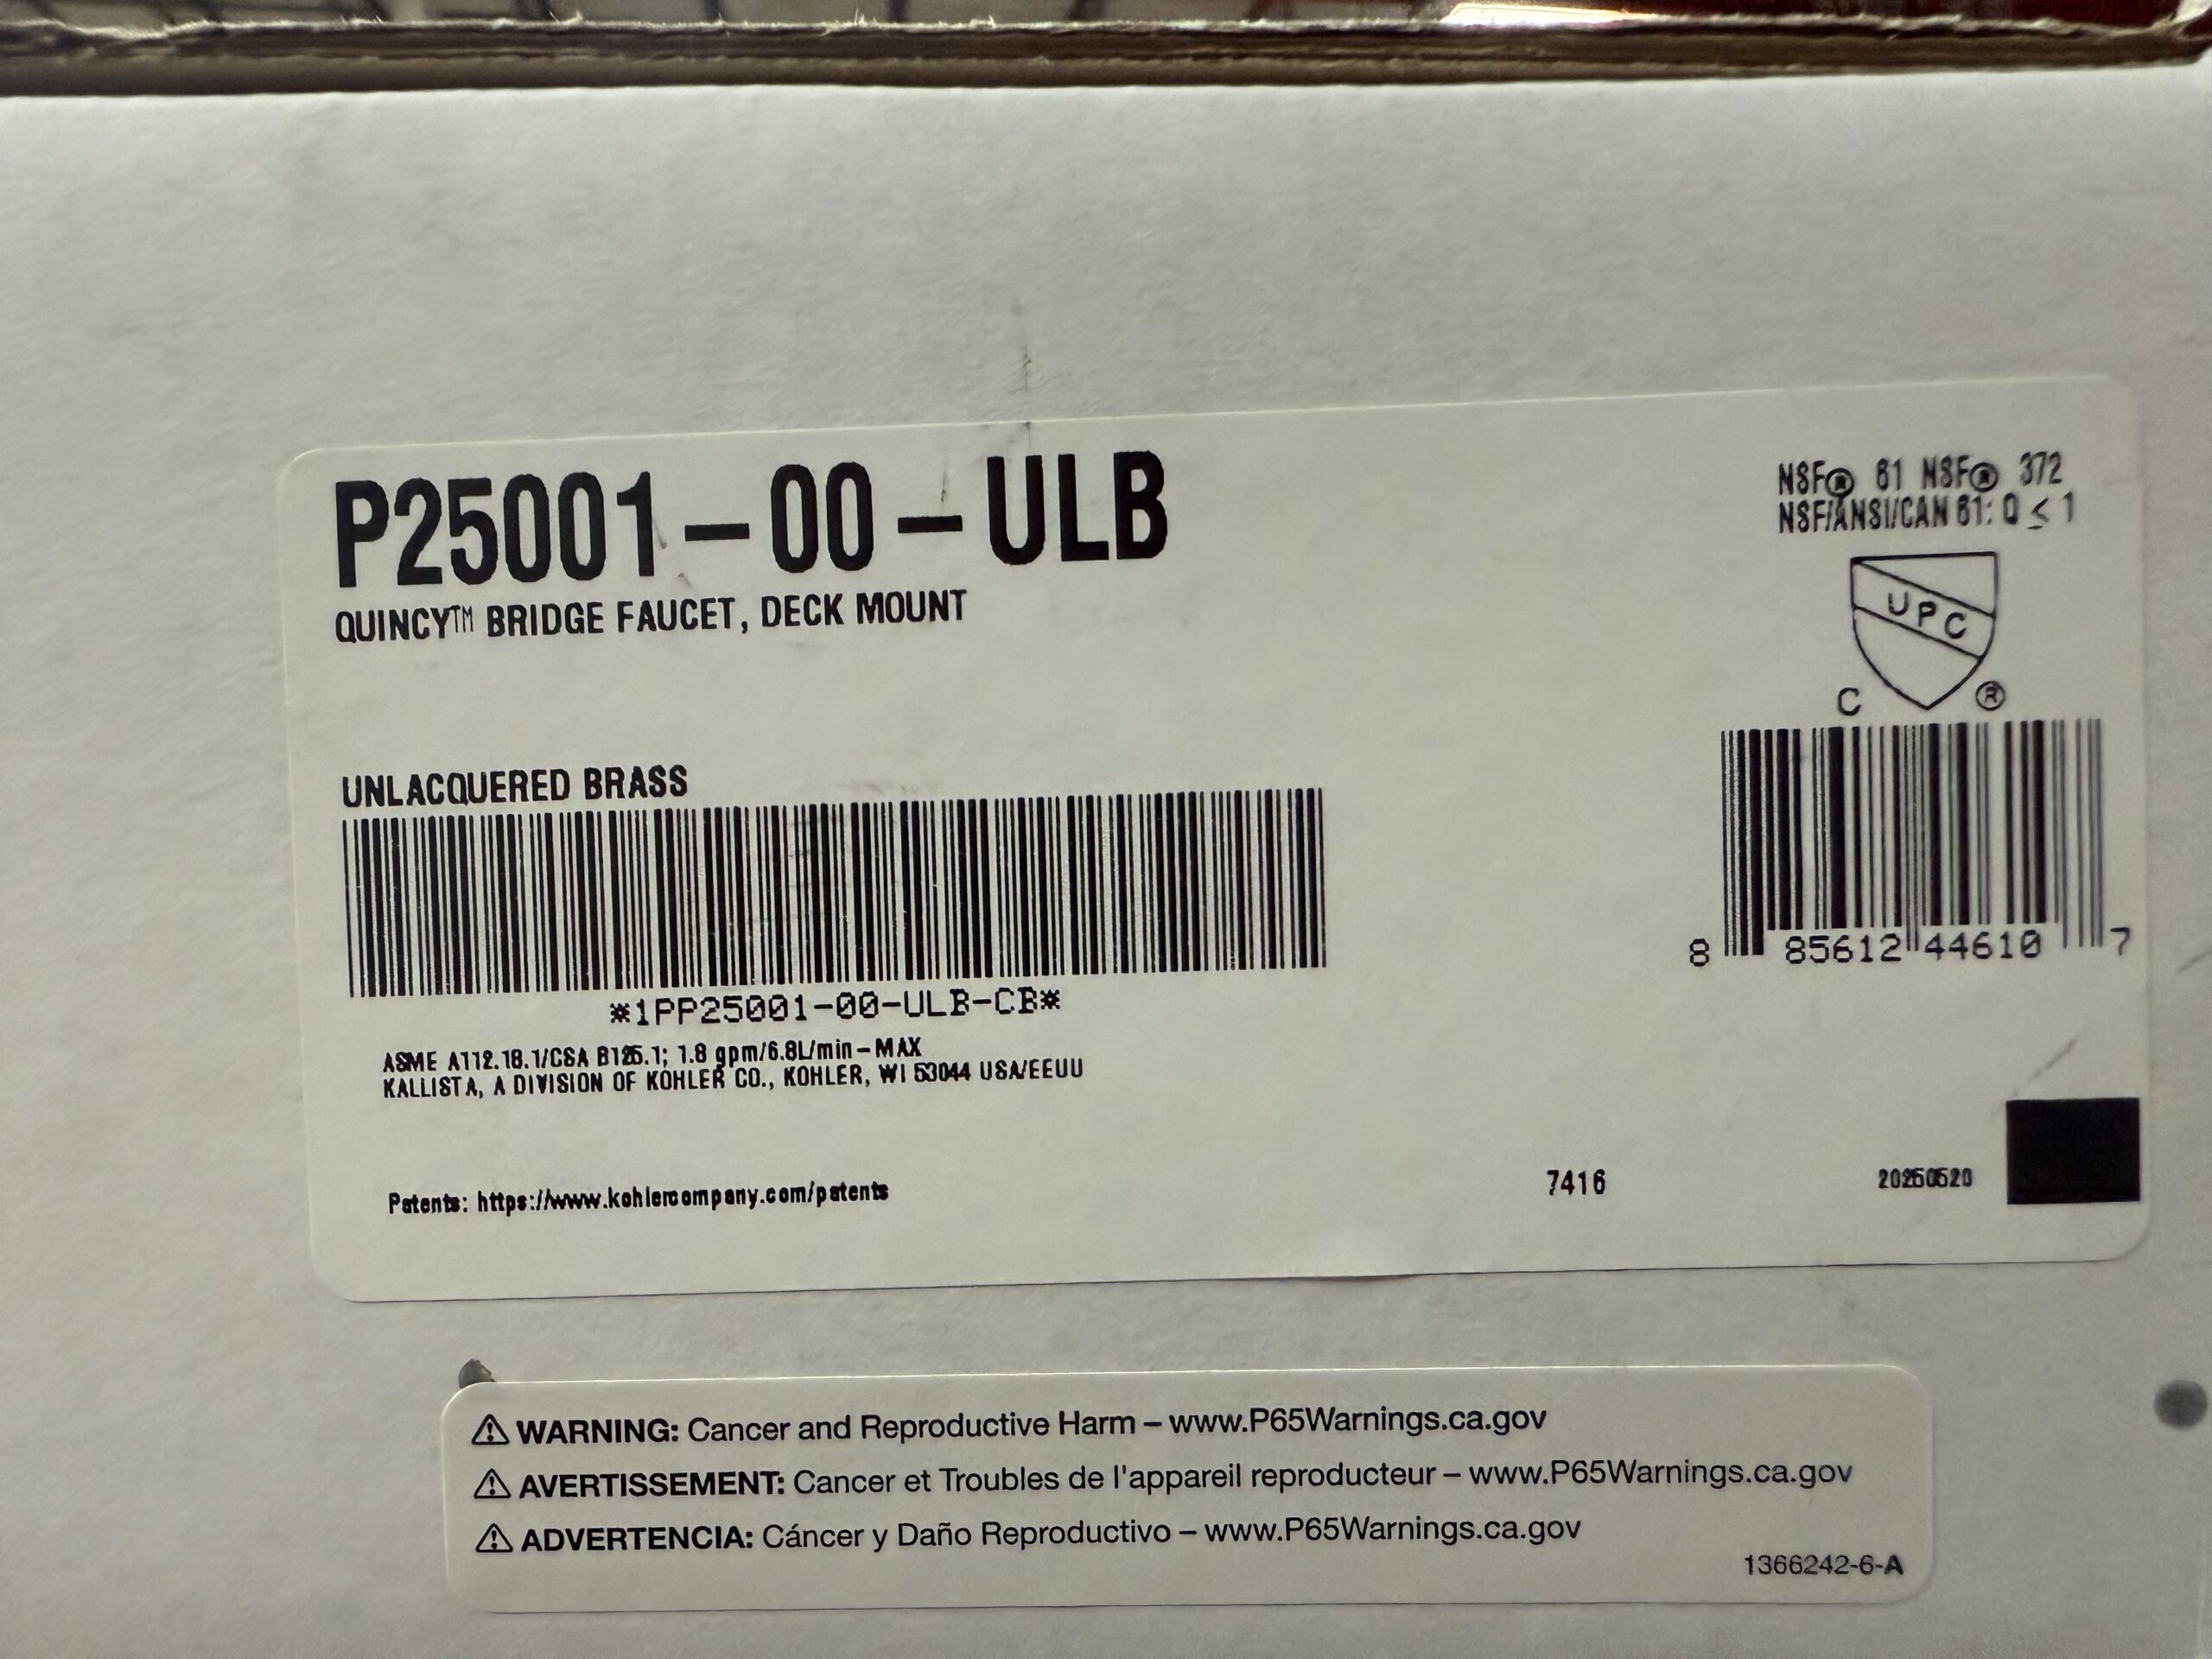 P25001-00-ULB
QUINCY™ BRIDGE FAUCET, DECK MOUNT
NSF® 61 NSF® 372
NSF/ANSI/CAN 61: Q ≤ 1
UPC
C ®
UNLACQUERED BRASS
*1PP25001-00-ULB-CB*
8 85612 44610 7
ASME A112.18.1/CSA B125.1; 1.8 gpm/6.8L/min-MAX
KALLISTA, A DIVISION OF KOHLER CO., KOHLER, WI 53044 USA/EEUU
Patents: https://www.kohlercompany.com/patents
7416
20250520
⚠ WARNING: Cancer and Reproductive Harm – www.P65Warnings.ca.gov
⚠ AVERTISSEMENT: Cancer et Troubles de l'appareil reproducteur – www.P65Warnings.ca.gov
⚠ ADVERTENCIA: Cáncer y Daño Reproductivo – www.P65Warnings.ca.gov
1366242-6-A